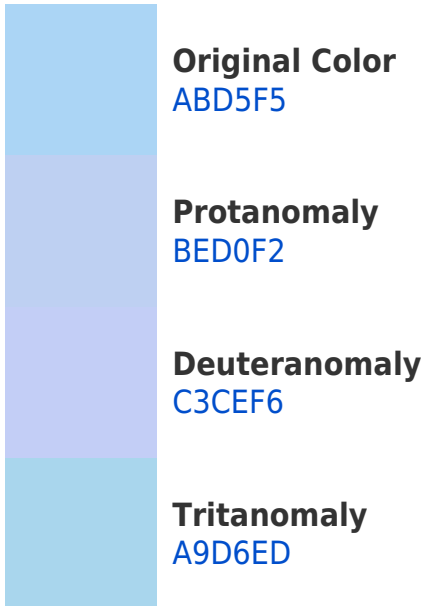 Original Color
ABD5F5
Protanomaly
BED0F2
Deuteranomaly
C3CEF6
Tritanomaly
A9D6ED